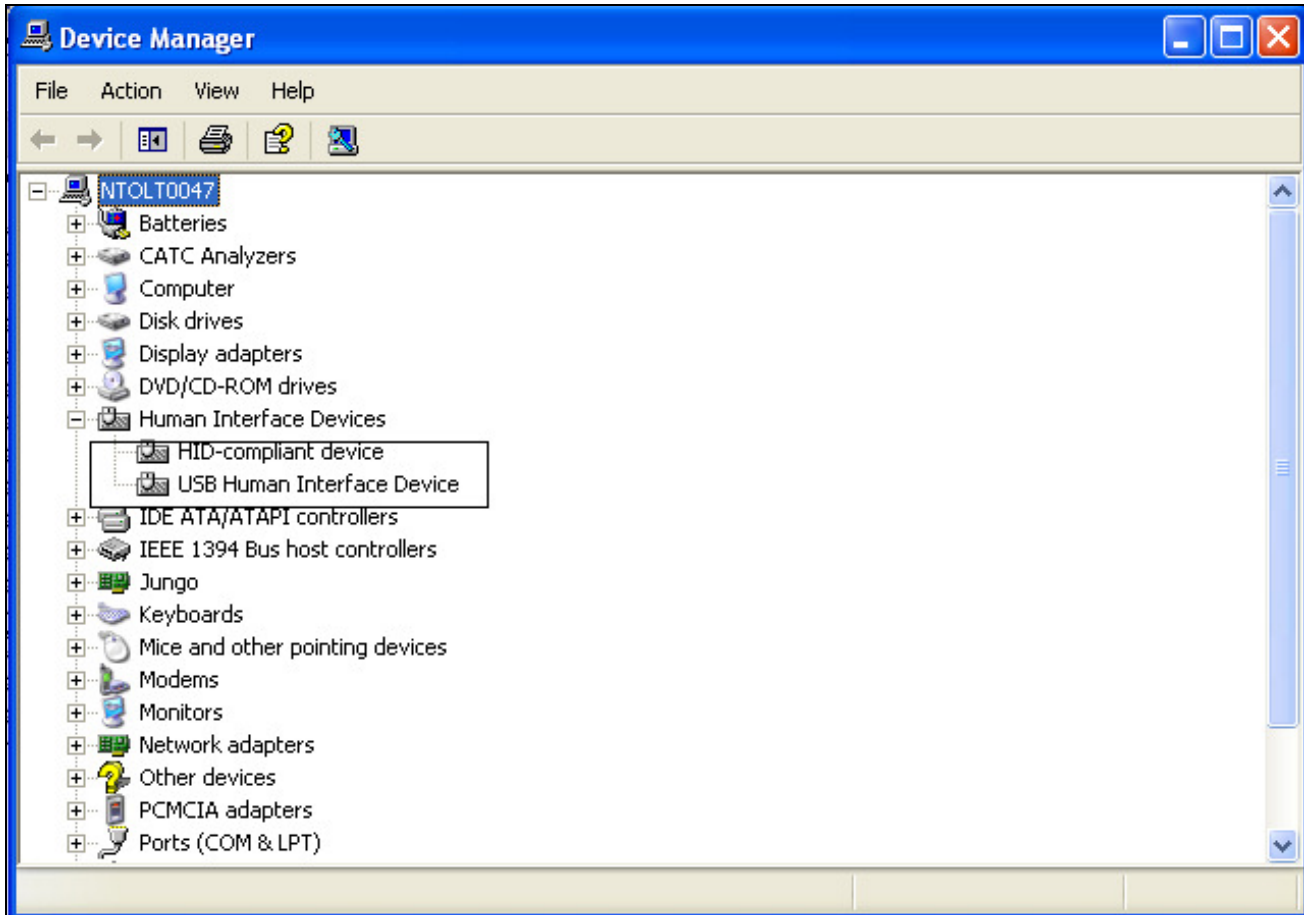 Device Manager
File Action View Help
NTOLT0047
Batteries
CATC Analyzers
Computer
Disk drives
Display adapters
DVD/CD-ROM drives
Human Interface Devices
HID-compliant device
USB Human Interface Device
IDE ATA/ATAPI controllers
IEEE 1394 Bus host controllers
Jungo
Keyboards
Mice and other pointing devices
Modems
Monitors
Network adapters
Other devices
PCMCIA adapters
Ports (COM & LPT)